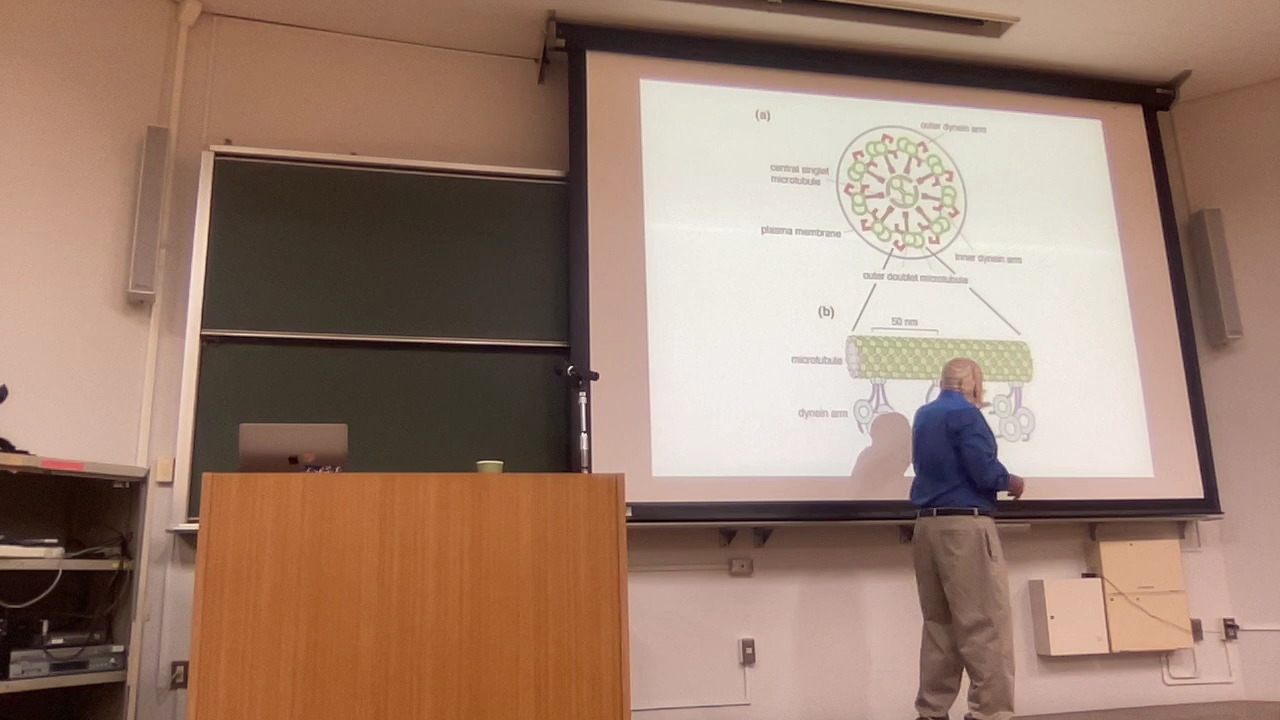 (a)
outer dynein arm
central singlet
microtubule
plasma membrane
inner dynein arm
outer doublet microtubule
(b)
50 nm
microtubule
dynein arm